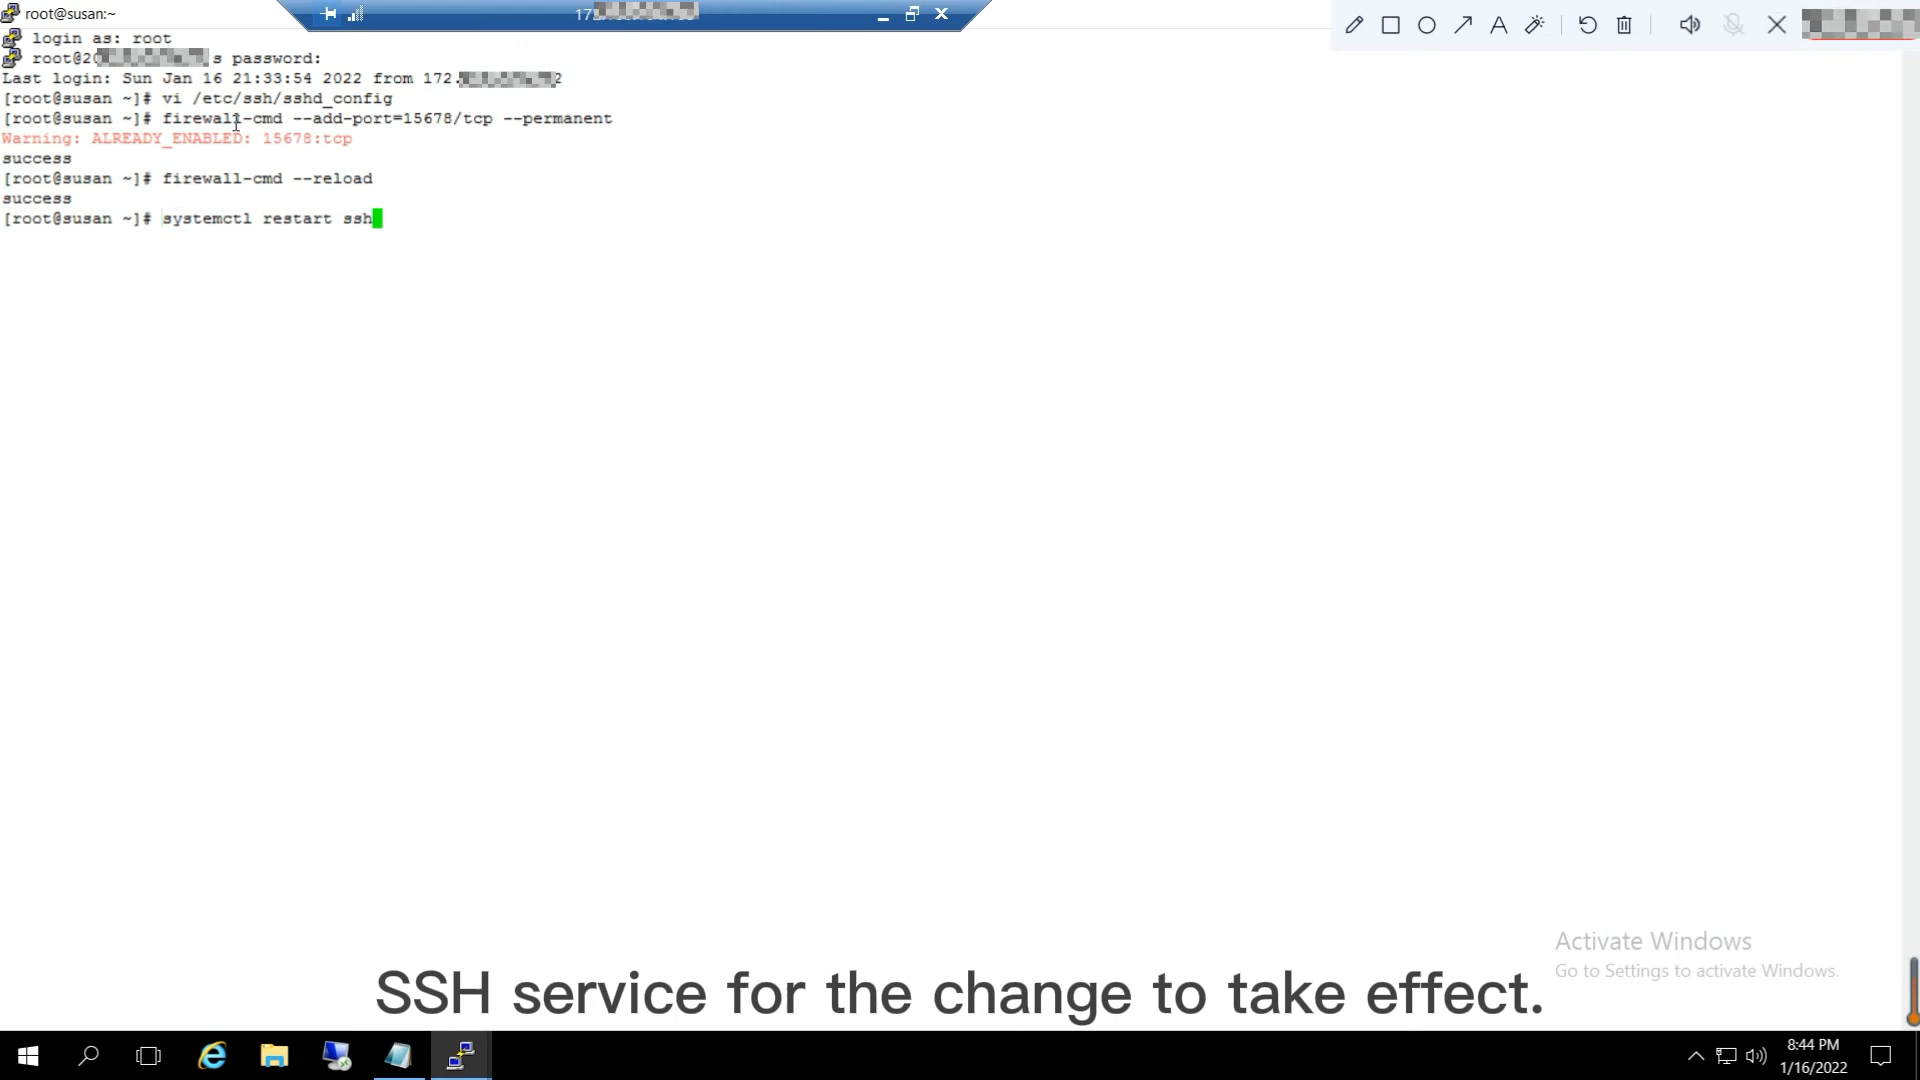 root@susan:~
17
login as: root
root@20 s password:
Last login: Sun Jan 16 21:33:54 2022 from 172. 2
[root@susan ~]# vi /etc/ssh/sshd_config
[root@susan ~]# firewall-cmd --add-port=15678/tcp --permanent
Warning: ALREADY_ENABLED: 15678:tcp
success
[root@susan ~]# firewall-cmd --reload
success
[root@susan ~]# systemctl restart ssh
Activate Windows
Go to Settings to activate Windows.
SSH service for the change to take effect.
8:44 PM
1/16/2022